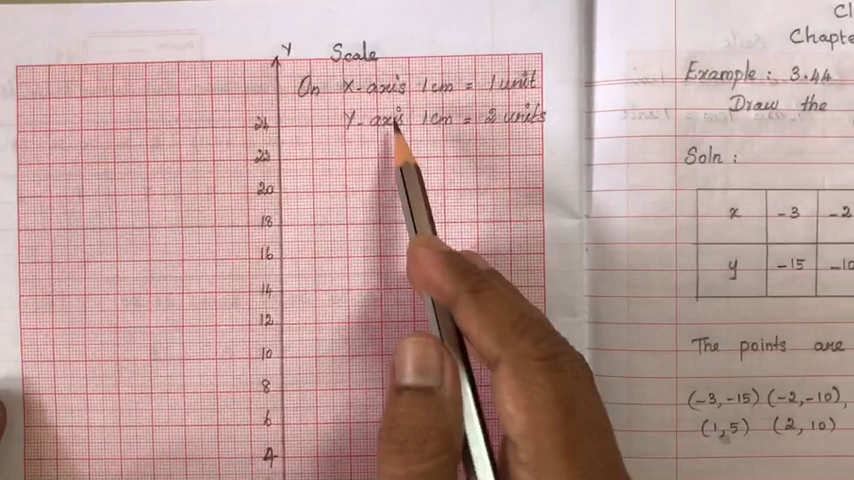 Y
Scale
On X-axis 1cm = 1 unit
Y-axis 1cm = 2 units
24
22
20
18
16
14
12
10
8
6
4
Example : 3.44
Draw the
Soln :
x -3 -2
y -15 -10
The points are
(-3,-15) (-2,-10),
(1,5) (2,10)